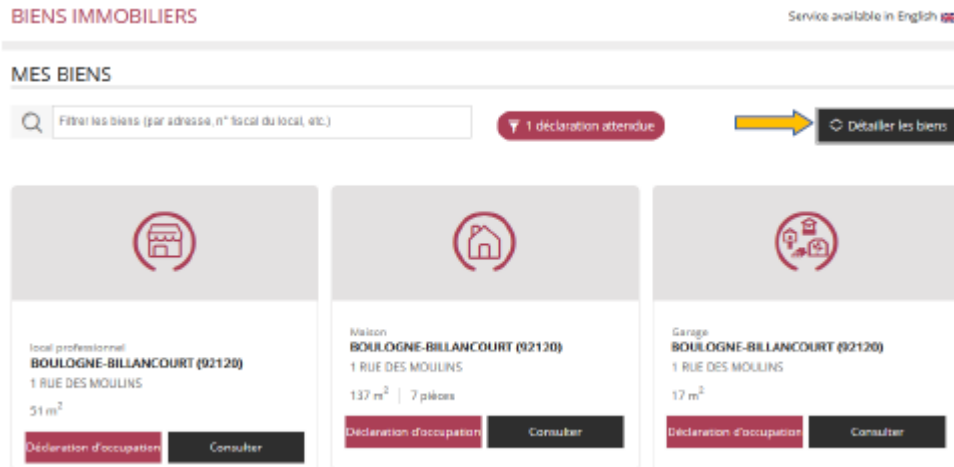 BIENS IMMOBILIERS
Service available in English
MES BIENS
Filtrer les biens (par adresse, n° fiscal du local, etc.)
1 déclaration attendue
Détailler les biens
local professionnel
BOULOGNE-BILLANCOURT (92120)
1 RUE DES MOULINS
51 m²
Déclaration d'occupation
Consulter
Maison
BOULOGNE-BILLANCOURT (92120)
1 RUE DES MOULINS
137 m² | 7 pièces
Déclaration d'occupation
Consulter
Garage
BOULOGNE-BILLANCOURT (92120)
1 RUE DES MOULINS
17 m²
Déclaration d'occupation
Consulter